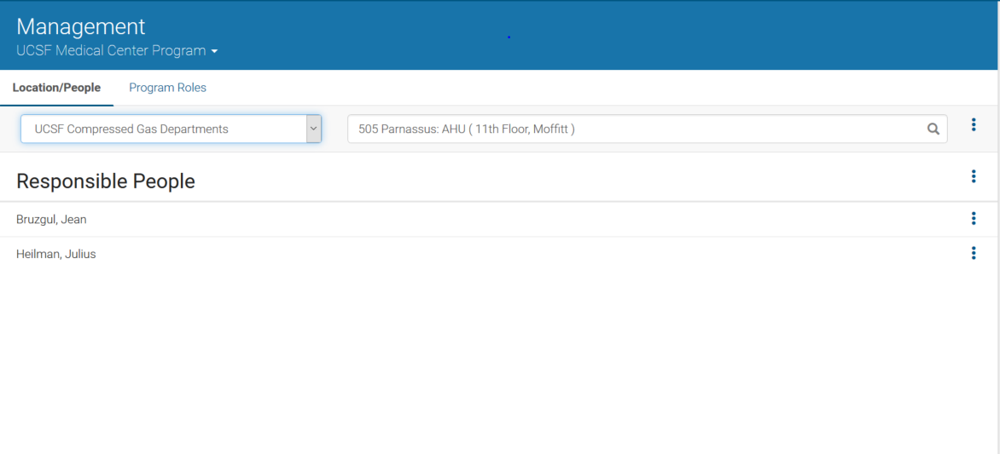 Management
UCSF Medical Center Program
Location/People Program Roles
UCSF Compressed Gas Departments 505 Parnassus: AHU ( 11th Floor, Moffitt )
Responsible People
Bruzgul, Jean
Heilman, Julius